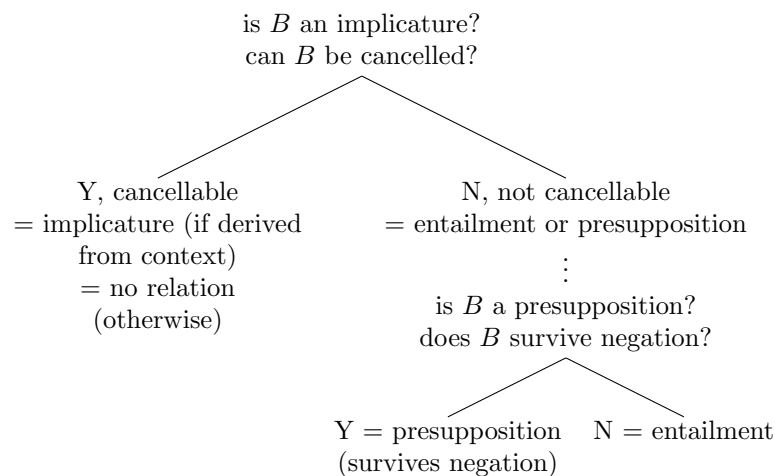 is B an implicature?
can B be cancelled?
Y, cancellable
= implicature (if derived
from context)
= no relation
(otherwise)
N, not cancellable
= entailment or presupposition
⋮
is B a presupposition?
does B survive negation?
Y = presupposition
(survives negation)
N = entailment